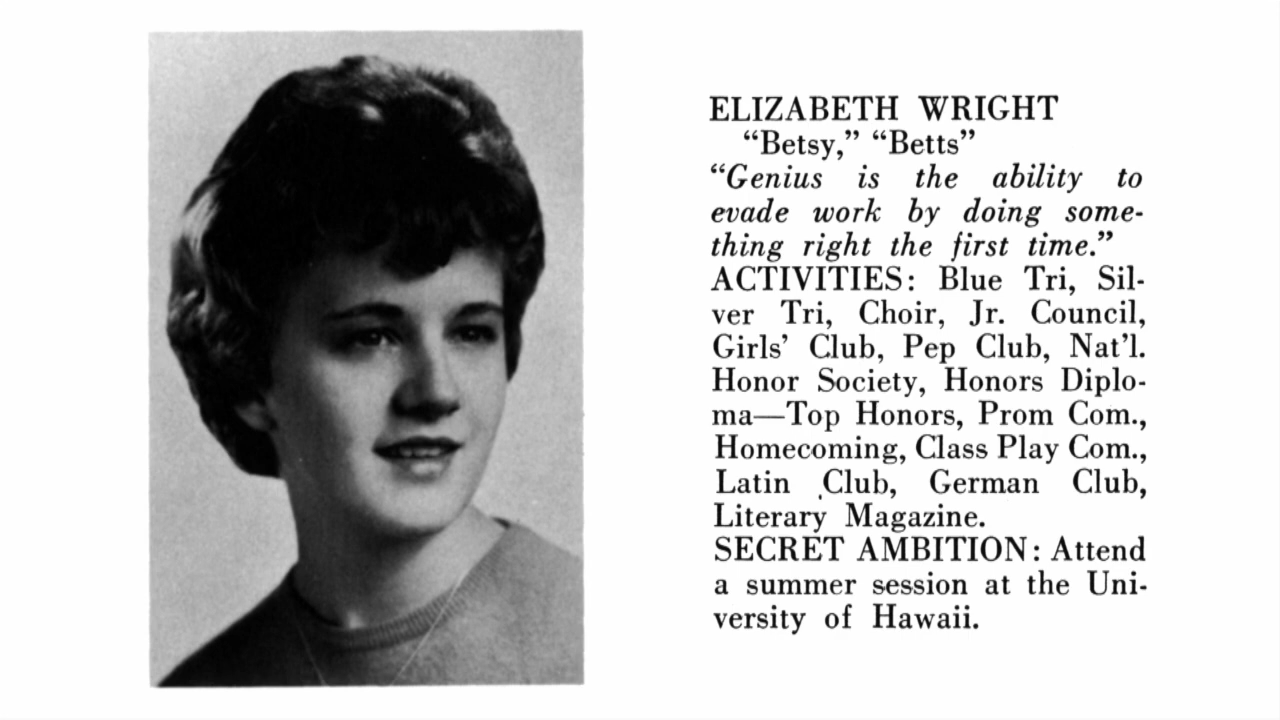 ELIZABETH WRIGHT
“Betsy,” “Betts”
“Genius is the ability to
evade work by doing some-
thing right the first time.”
ACTIVITIES: Blue Tri, Sil-
ver Tri, Choir, Jr. Council,
Girls’ Club, Pep Club, Nat’l.
Honor Society, Honors Diplo-
ma—Top Honors, Prom Com.,
Homecoming, Class Play Com.,
Latin Club, German Club,
Literary Magazine.
SECRET AMBITION: Attend
a summer session at the Uni-
versity of Hawaii.